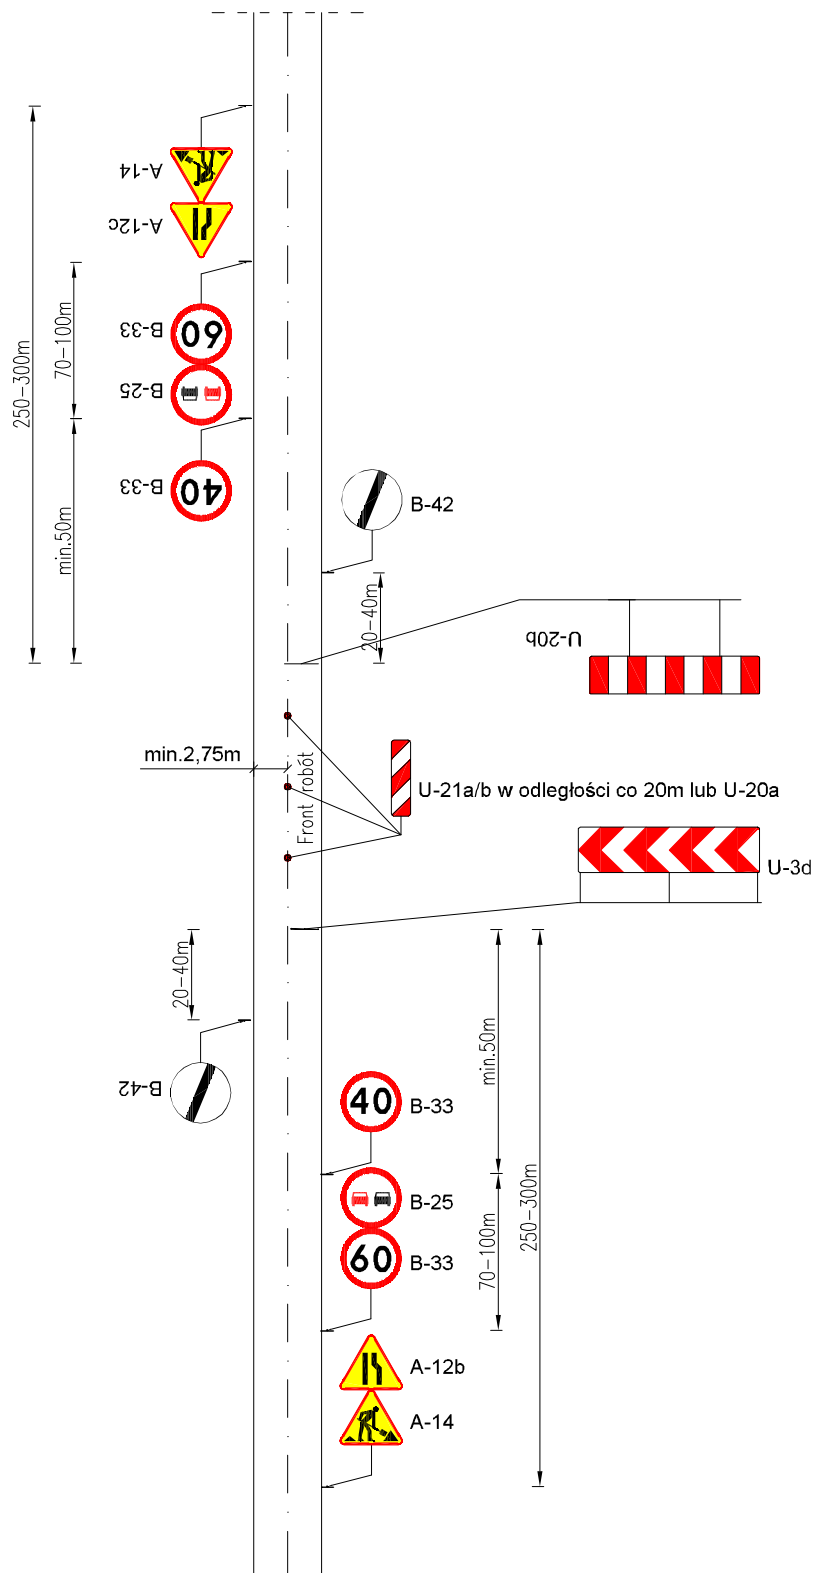 A-14
A-12c
250-300m
70-100m
B-33
60
B-25
B-33
40
min.50m
B-42
20-40m
U-20b
min.2,75m
Front robót
U-21a/b w odległości co 20m lub U-20a
U-3d
20-40m
B-42
min.50m
40
B-33
250-300m
B-25
70-100m
60
B-33
A-12b
A-14